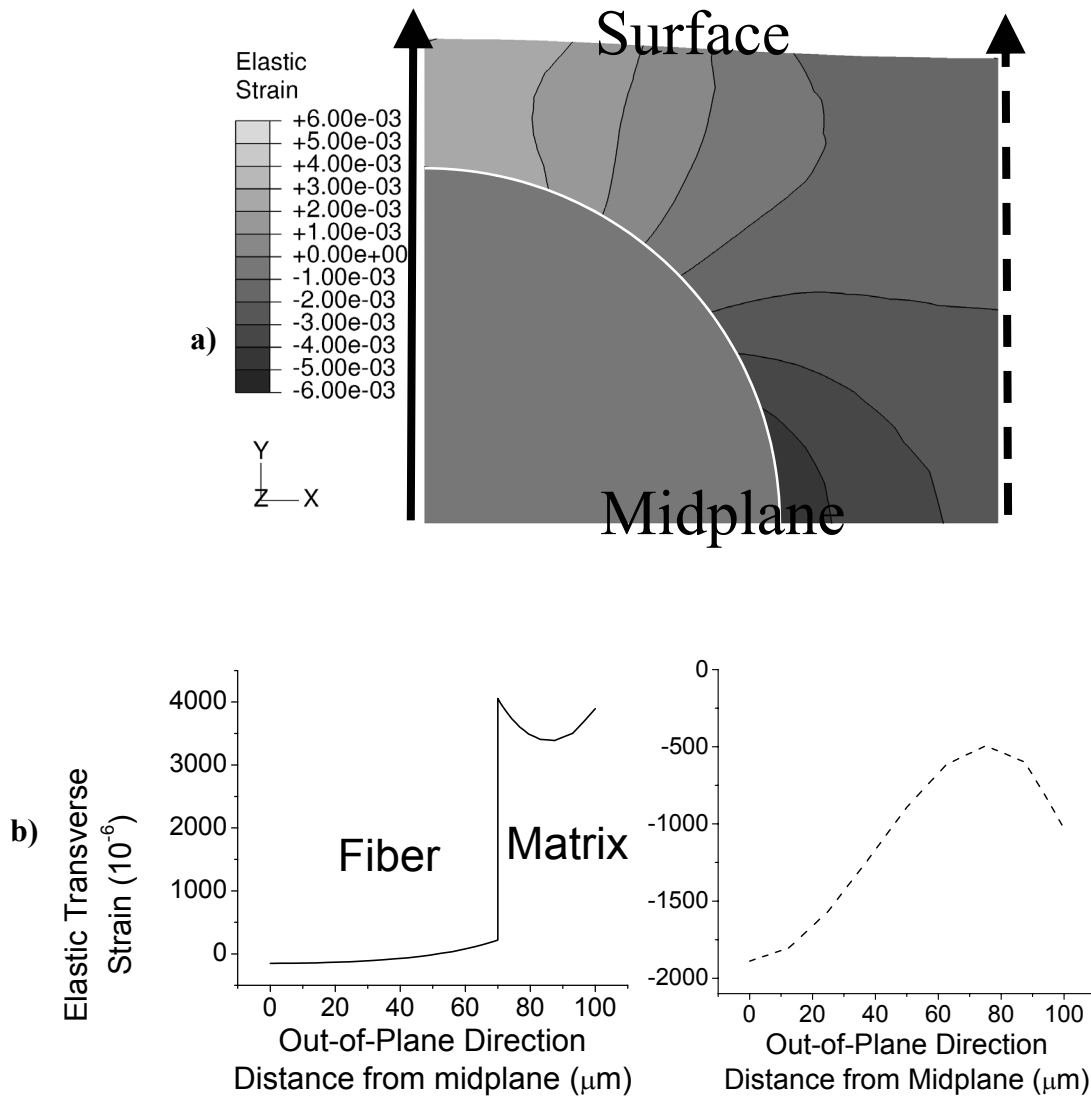 Surface
Elastic
Strain
+6.00e-03
+5.00e-03
+4.00e-03
+3.00e-03
+2.00e-03
+1.00e-03
+0.00e+00
-1.00e-03
-2.00e-03
-3.00e-03
-4.00e-03
-5.00e-03
-6.00e-03
a)
Y
Z X
Midplane
b)
Elastic Transverse
Strain (10⁻⁶)
4000
3000
2000
1000
0
Fiber
Matrix
0 20 40 60 80 100
Out-of-Plane Direction
Distance from midplane (μm)
0
-500
-1000
-1500
-2000
0 20 40 60 80 100
Out-of-Plane Direction
Distance from Midplane (μm)